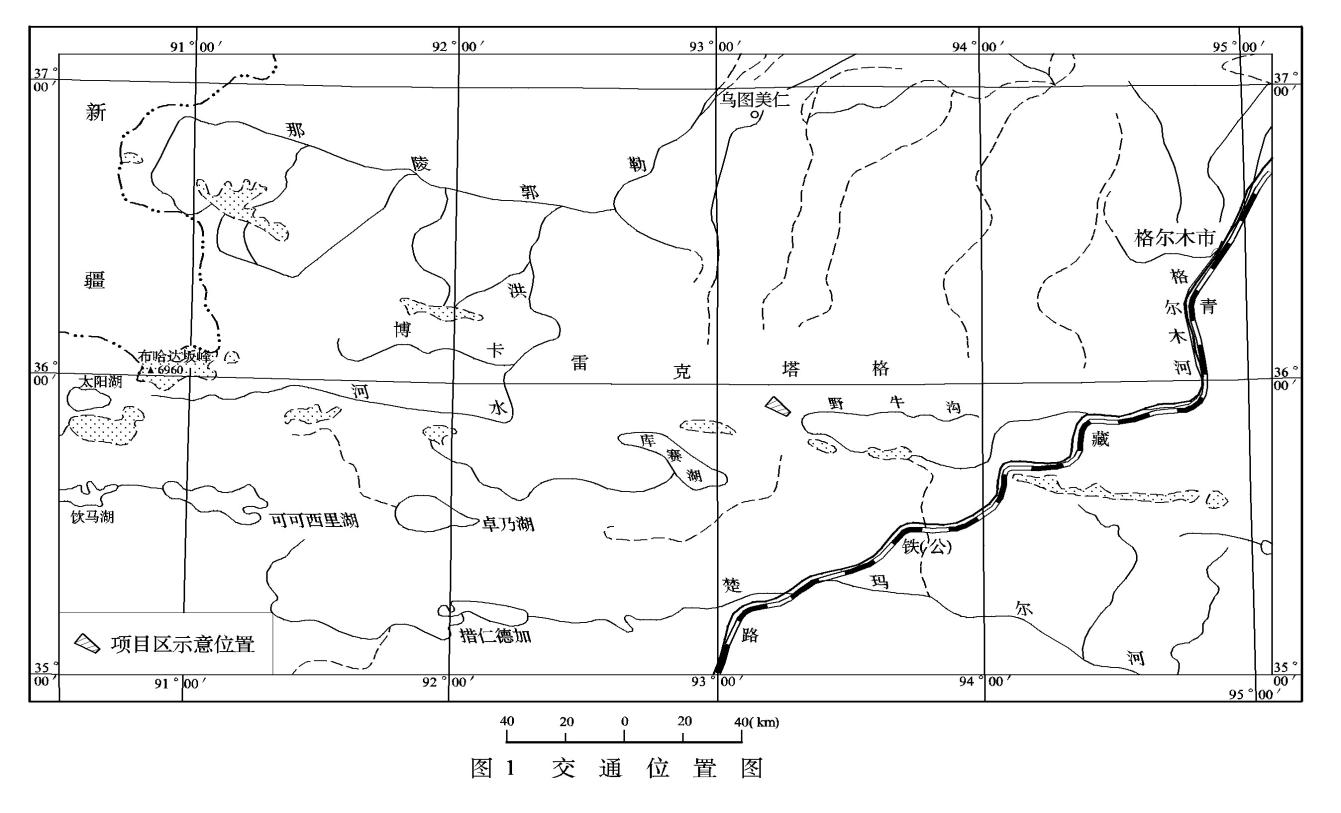 91°00′ 92°00′ 93°00′ 94°00′ 95°00′
37°00′ 37°00′
新
疆
那 陵 郭 勒
乌图美仁
格尔木市
格尔木河
青
博 卡 雷 克 塔 格
洪
水
河
布哈达坂峰
▲6960
36°00′ 36°00′
太阳湖
野 牛 沟
藏
库赛湖
饮马湖
可可西里湖
卓乃湖
铁(公)
路
楚 玛 尔 河
措仁德加
项目区示意位置
35°00′ 35°00′
91°00′ 92°00′ 93°00′ 94°00′ 95°00′
40 20 0 20 40(km)
图1 交通位置图